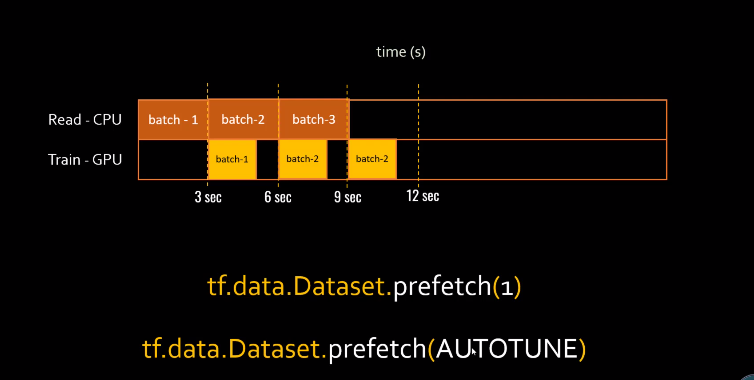 time (s)
Read - CPU batch - 1 batch-2 batch-3
Train - GPU batch-1 batch-2 batch-2
3 sec 6 sec 9 sec 12 sec
tf.data.Dataset.prefetch(1)
tf.data.Dataset.prefetch(AUTOTUNE)